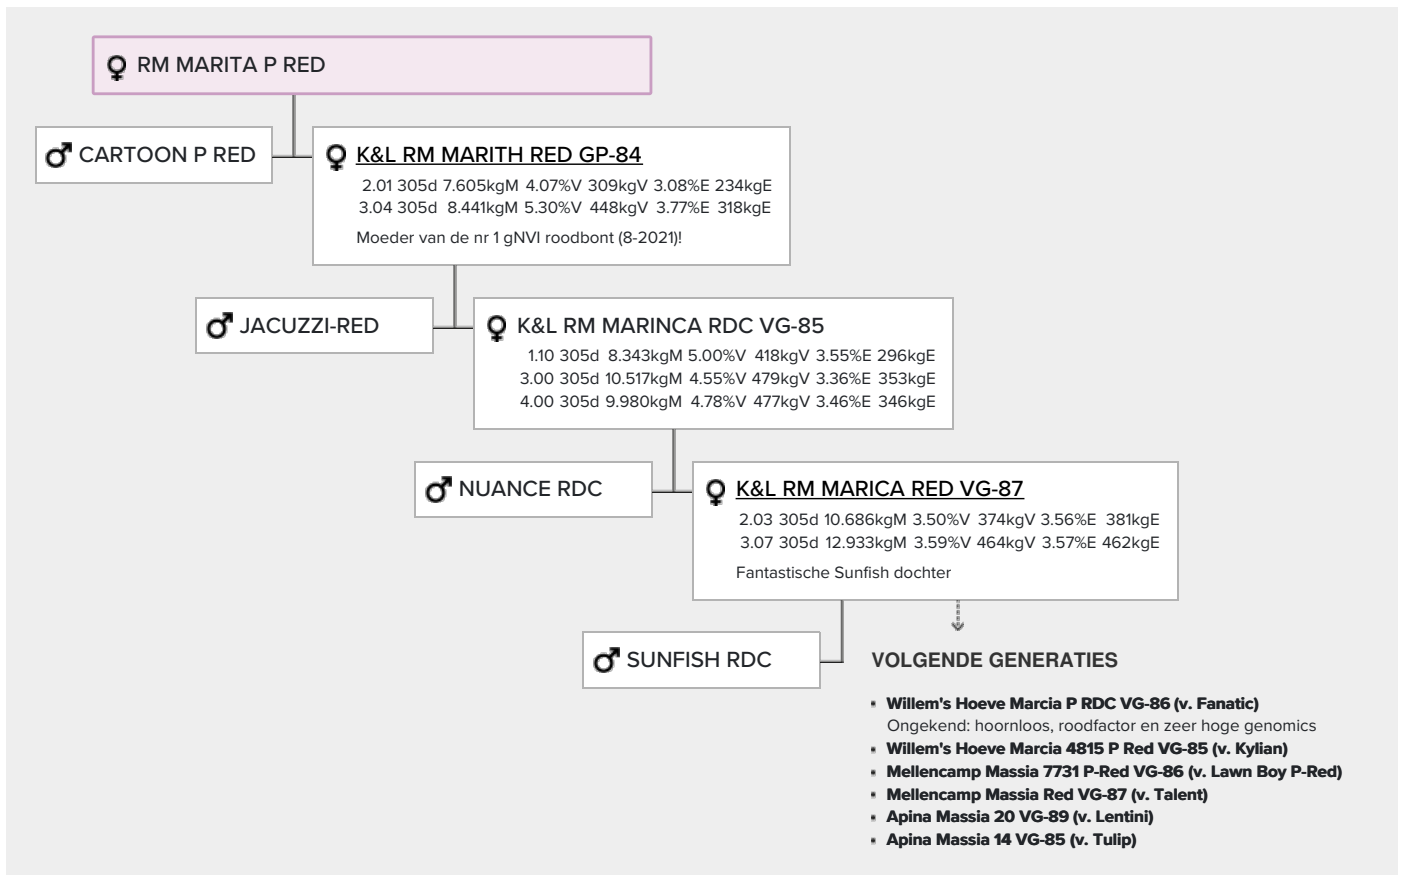 RM MARITA P RED
CARTOON P RED
K&L RM MARITH RED GP-84
2.01 305d 7.605kgM 4.07%V 309kgV 3.08%E 234kgE
3.04 305d 8.441kgM 5.30%V 448kgV 3.77%E 318kgE
Moeder van de nr 1 gNVI roodbont (8-2021)!
JACUZZI-RED
K&L RM MARINCA RDC VG-85
1.10 305d 8.343kgM 5.00%V 418kgV 3.55%E 296kgE
3.00 305d 10.517kgM 4.55%V 479kgV 3.36%E 353kgE
4.00 305d 9.980kgM 4.78%V 477kgV 3.46%E 346kgE
NUANCE RDC
K&L RM MARICA RED VG-87
2.03 305d 10.686kgM 3.50%V 374kgV 3.56%E 381kgE
3.07 305d 12.933kgM 3.59%V 464kgV 3.57%E 462kgE
Fantastische Sunfish dochter
SUNFISH RDC
VOLGENDE GENERATIES
Willem's Hoeve Marcia P RDC VG-86 (v. Fanatic)
Ongekend: hoornloos, roodfactor en zeer hoge genomics
Willem's Hoeve Marcia 4815 P Red VG-85 (v. Kylian)
Mellencamp Massia 7731 P-Red VG-86 (v. Lawn Boy P-Red)
Mellencamp Massia Red VG-87 (v. Talent)
Apina Massia 20 VG-89 (v. Lentini)
Apina Massia 14 VG-85 (v. Tulip)